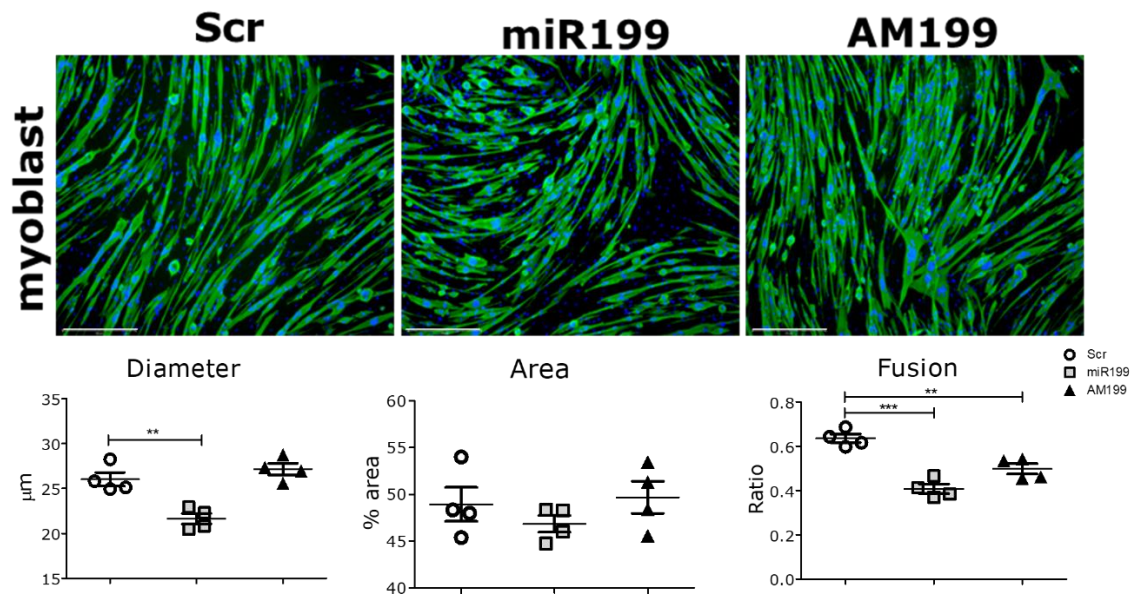 Scr miR199 AM199
myoblast
Diameter
μm
35
30
25
20
15
**
Area
% area
60
55
50
45
40
Fusion
Ratio
0.8
0.6
0.4
0.2
0.0
**
***
Scr
miR199
AM199